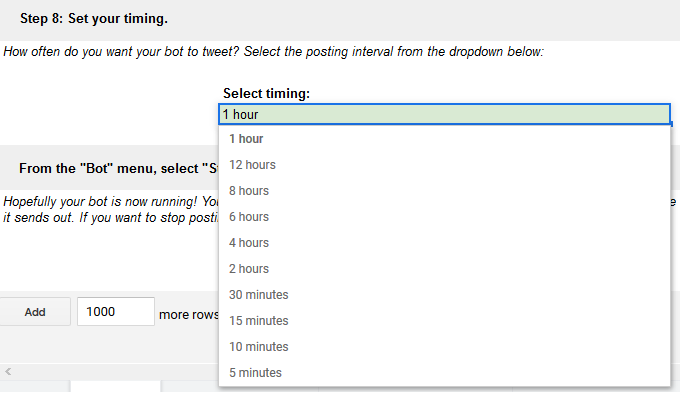 Step 8: Set your timing.
How often do you want your bot to tweet? Select the posting interval from the dropdown below:
Select timing:
1 hour
1 hour
12 hours
8 hours
6 hours
4 hours
2 hours
30 minutes
15 minutes
10 minutes
5 minutes
From the "Bot" menu, select "S
Hopefully your bot is now running! You
it sends out. If you want to stop posti
Add 1000 more rows